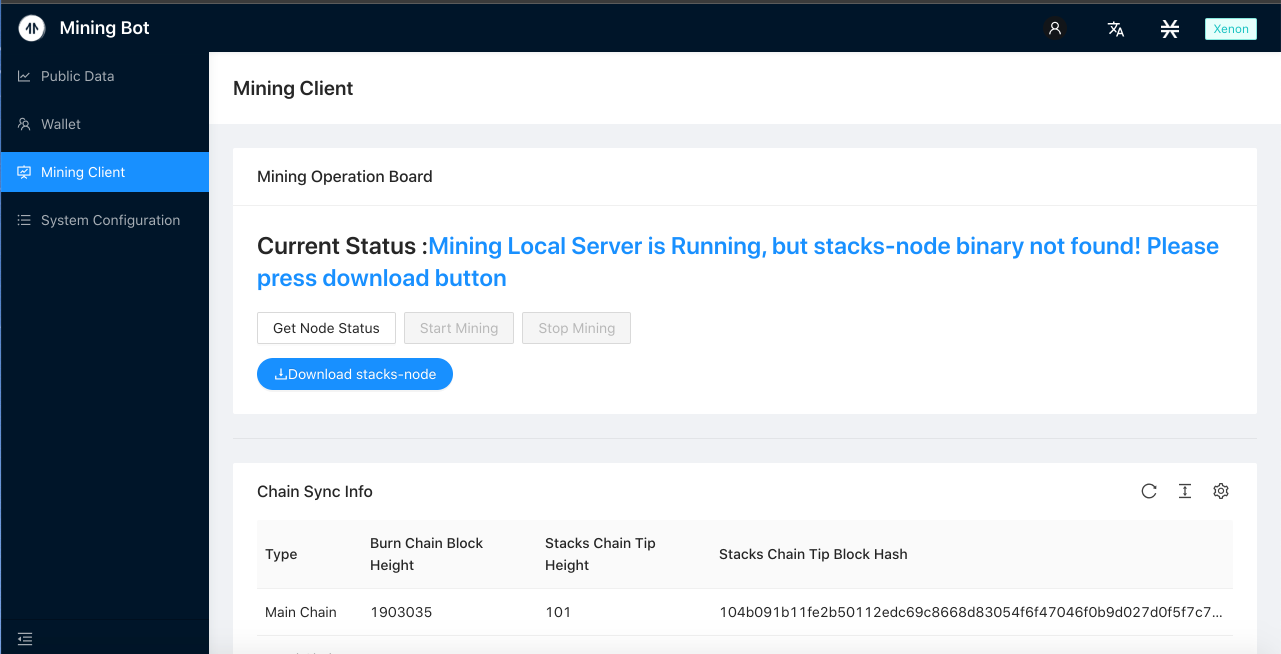 Mining Bot
Xenon
Public Data
Wallet
Mining Client
System Configuration
Mining Client
Mining Operation Board
Current Status :Mining Local Server is Running, but stacks-node binary not found! Please
press download button
Get Node Status
Start Mining
Stop Mining
Download stacks-node
Chain Sync Info
Type
Burn Chain Block
Height
Stacks Chain Tip
Height
Stacks Chain Tip Block Hash
Main Chain
1903035
101
104b091b11fe2b50112edc69c8668d83054f6f47046f0b9d027d0f5f7c7...